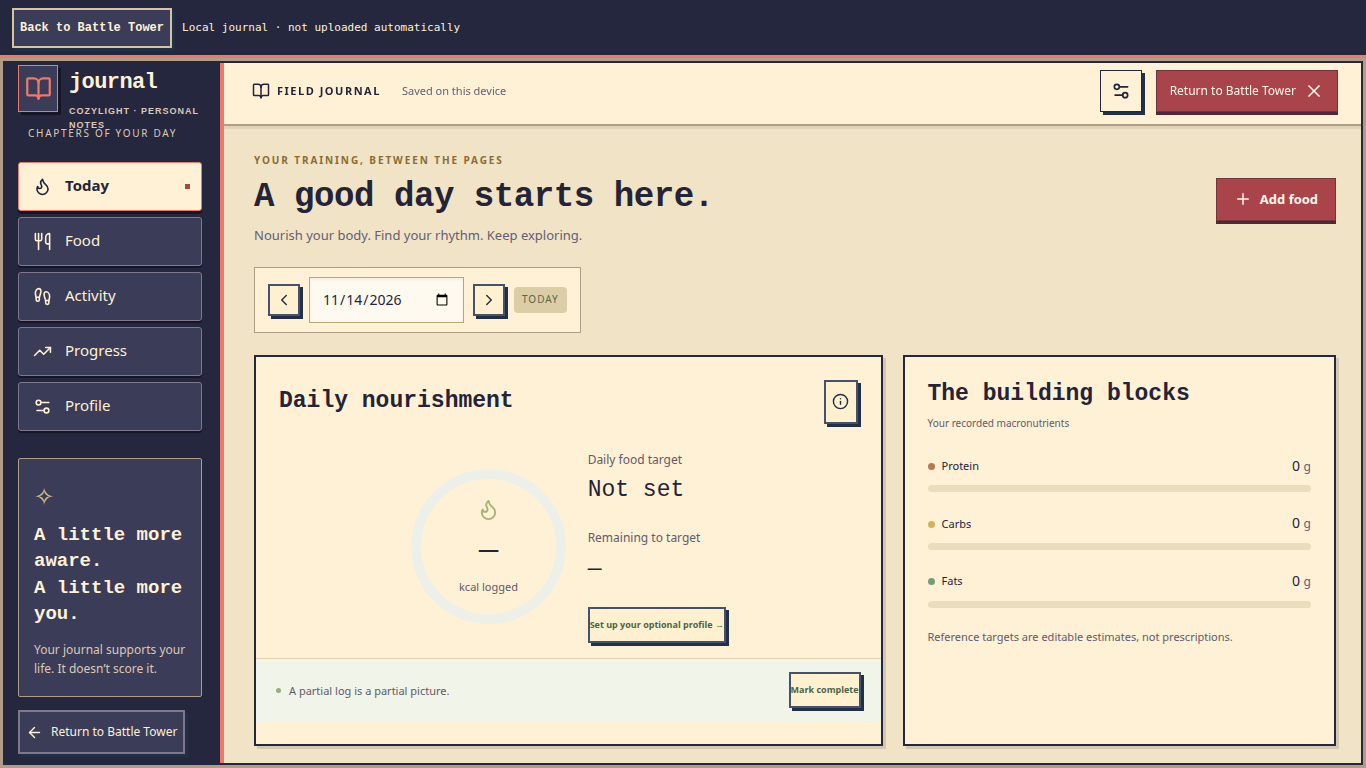 Back to Battle Tower
Local journal · not uploaded automatically
journal
COZYLIGHT · PERSONAL
NOTES
CHAPTERS OF YOUR DAY
Today
Food
Activity
Progress
Profile
A little more
aware.
A little more
you.
Your journal supports your
life. It doesn’t score it.
Return to Battle Tower
FIELD JOURNAL
Saved on this device
Return to Battle Tower
YOUR TRAINING, BETWEEN THE PAGES
A good day starts here.
Nourish your body. Find your rhythm. Keep exploring.
Add food
11/14/2026
TODAY
Daily nourishment
—
kcal logged
Daily food target
Not set
Remaining to target
—
Set up your optional profile →
A partial log is a partial picture.
Mark complete
The building blocks
Your recorded macronutrients
Protein 0 g
Carbs 0 g
Fats 0 g
Reference targets are editable estimates, not prescriptions.